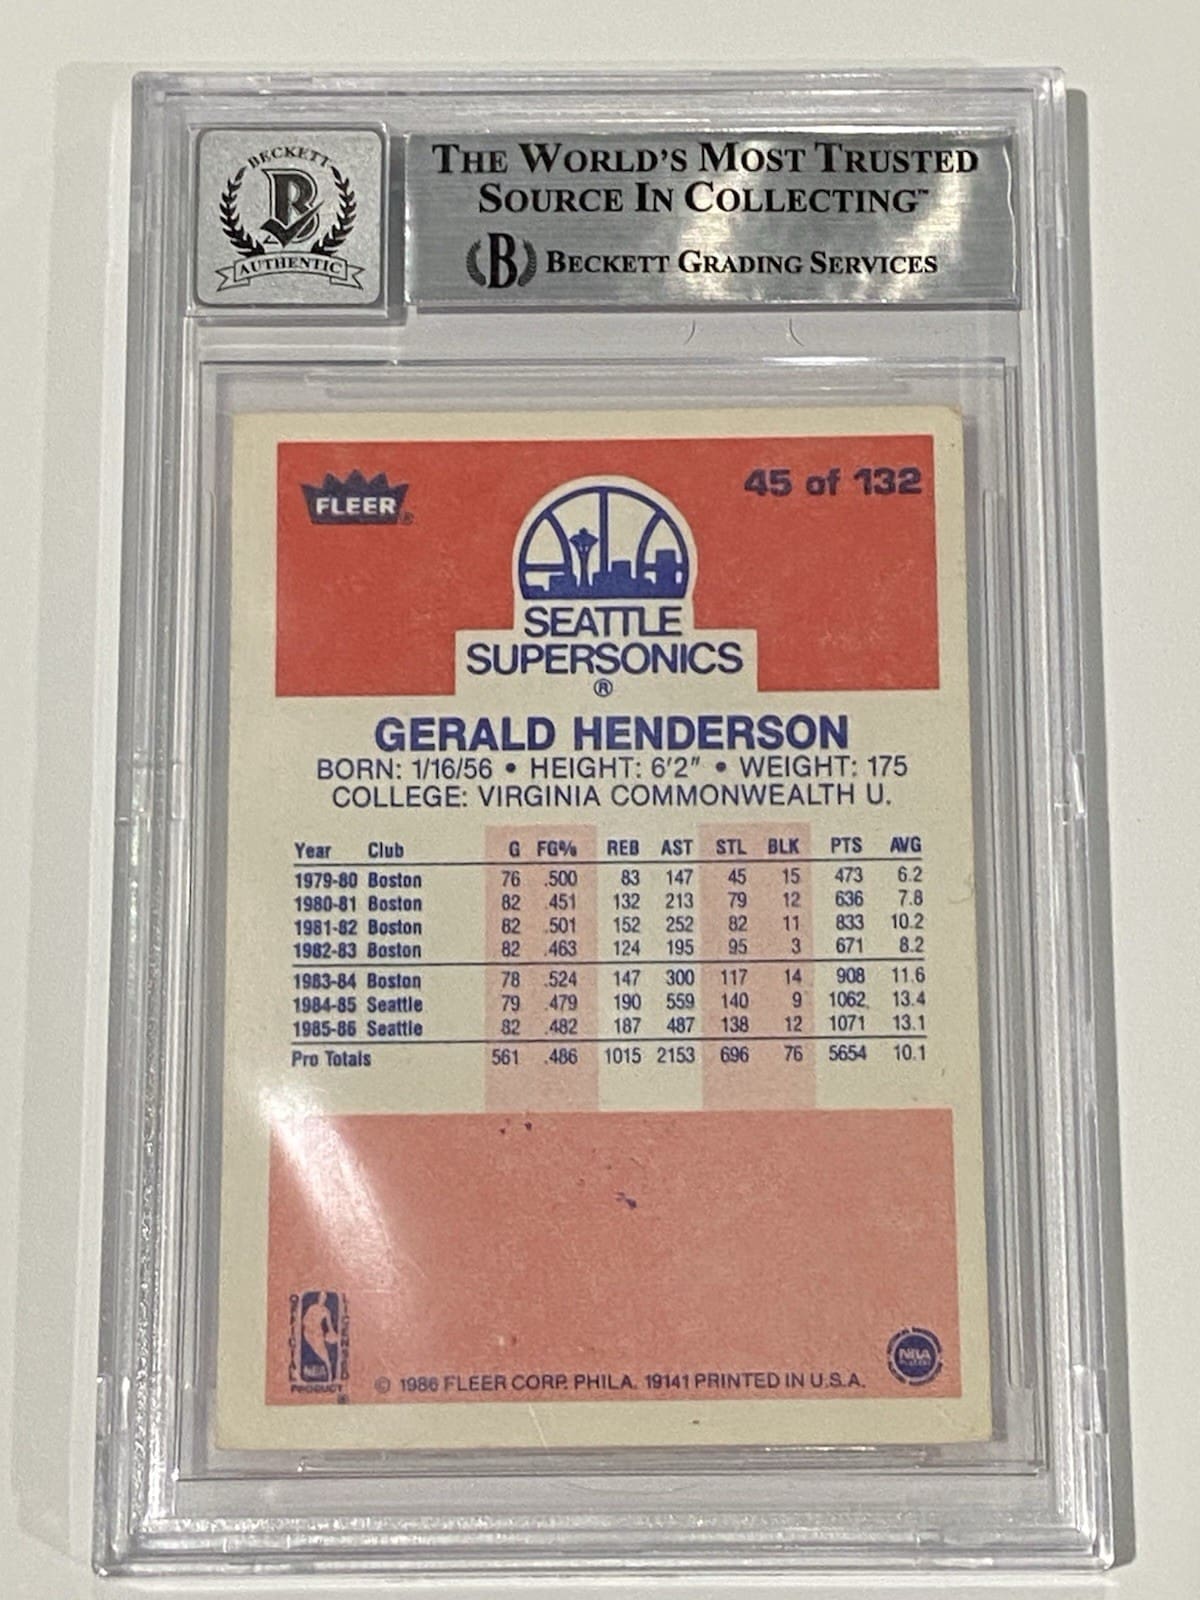 BECKETT
B
AUTHENTIC
THE WORLD'S MOST TRUSTED
SOURCE IN COLLECTING™
B BECKETT GRADING SERVICES
FLEER®
45 of 132
SEATTLE
SUPERSONICS
®
GERALD HENDERSON
BORN: 1/16/56 • HEIGHT: 6'2" • WEIGHT: 175
COLLEGE: VIRGINIA COMMONWEALTH U.
Year Club G FG% REB AST STL BLK PTS AVG
1979-80 Boston 76 .500 83 147 45 15 473 6.2
1980-81 Boston 82 .451 132 213 79 12 636 7.8
1981-82 Boston 82 .501 152 252 82 11 833 10.2
1982-83 Boston 82 .463 124 195 95 3 671 8.2
1983-84 Boston 78 .524 147 300 117 14 908 11.6
1984-85 Seattle 79 .479 190 559 140 9 1062 13.4
1985-86 Seattle 82 .482 187 487 138 12 1071 13.1
Pro Totals 561 .486 1015 2153 696 76 5654 10.1
OFFICIAL
LICENSED
NBA
PRODUCT
®
NBA
© 1986 FLEER CORP. PHILA. 19141 PRINTED IN U.S.A.